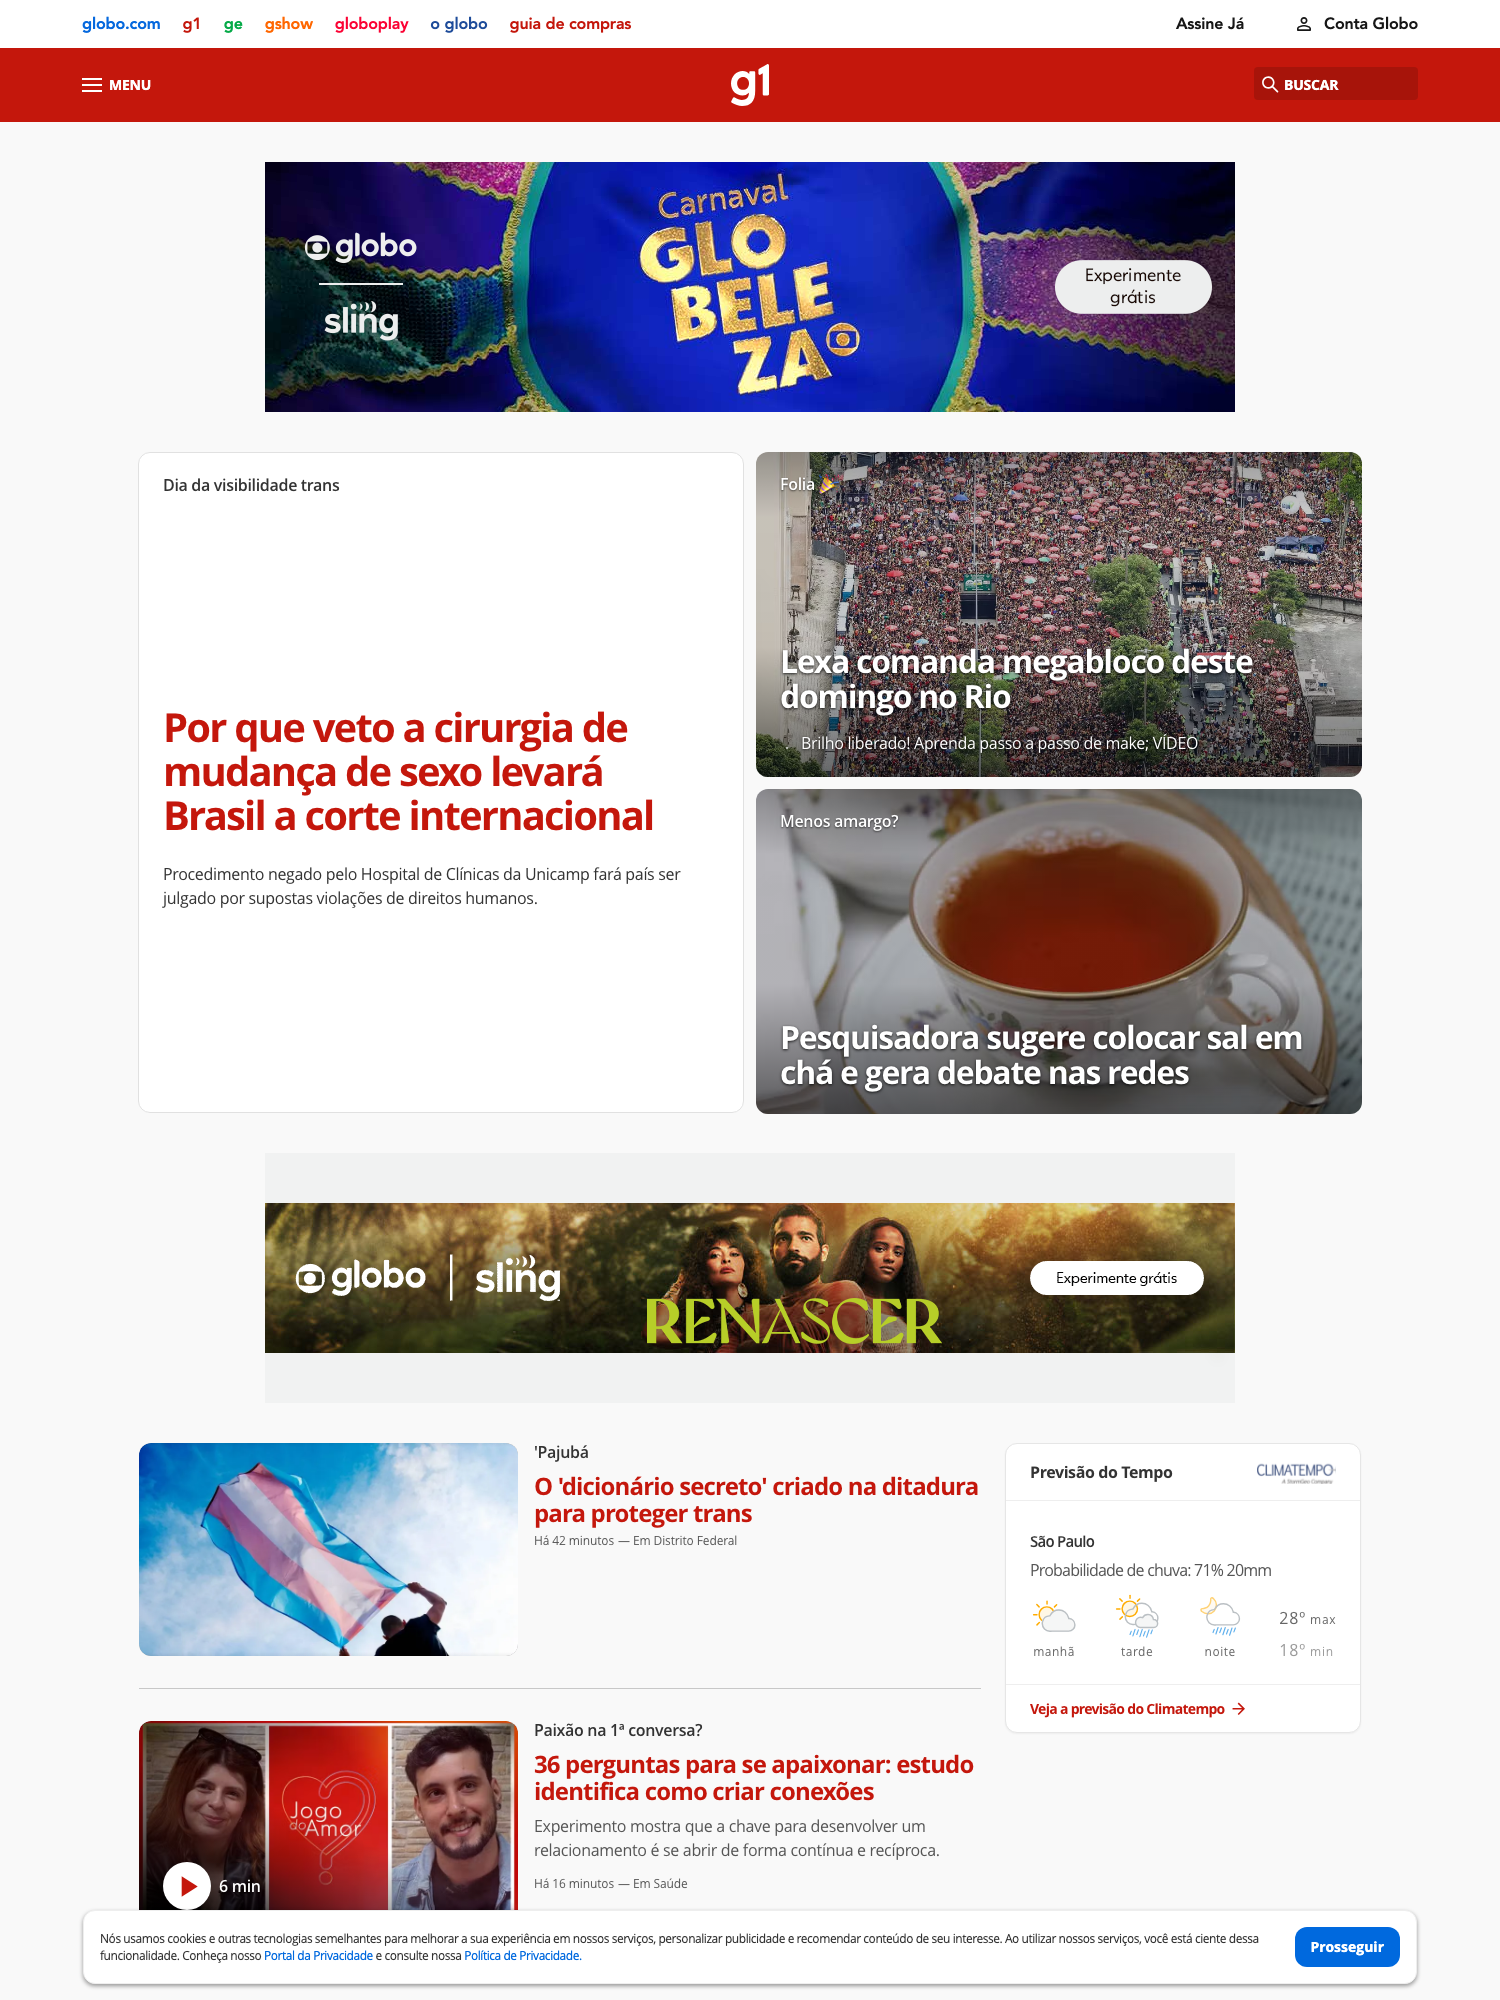 globo.com g1 ge gshow globoplay o globo guia de compras Assine Já Conta Globo
MENU g1 BUSCAR
Carnaval
GLO
BELE
ZA
globo
sling
Experimente
grátis
Dia da visibilidade trans
Por que veto a cirurgia de
mudança de sexo levará
Brasil a corte internacional
Procedimento negado pelo Hospital de Clínicas da Unicamp fará país ser
julgado por supostas violações de direitos humanos.
Folia 🎉
Lexa comanda megabloco deste
domingo no Rio
· Brilho liberado! Aprenda passo a passo de make; VÍDEO
Menos amargo?
Pesquisadora sugere colocar sal em
chá e gera debate nas redes
globo | sling
RENASCER
Experimente grátis
'Pajubá
O 'dicionário secreto' criado na ditadura
para proteger trans
Há 42 minutos — Em Distrito Federal
Previsão do Tempo CLIMATEMPO
A StormGeo Company
São Paulo
Probabilidade de chuva: 71% 20mm
28º max
18º min
manhã tarde noite
Veja a previsão do Climatempo →
Jogo
do Amor
6 min
Paixão na 1ª conversa?
36 perguntas para se apaixonar: estudo
identifica como criar conexões
Experimento mostra que a chave para desenvolver um
relacionamento é se abrir de forma contínua e recíproca.
Há 16 minutos — Em Saúde
Nós usamos cookies e outras tecnologias semelhantes para melhorar a sua experiência em nossos serviços, personalizar publicidade e recomendar conteúdo de seu interesse. Ao utilizar nossos serviços, você está ciente dessa
funcionalidade. Conheça nosso Portal da Privacidade e consulte nossa Política de Privacidade.
Prosseguir